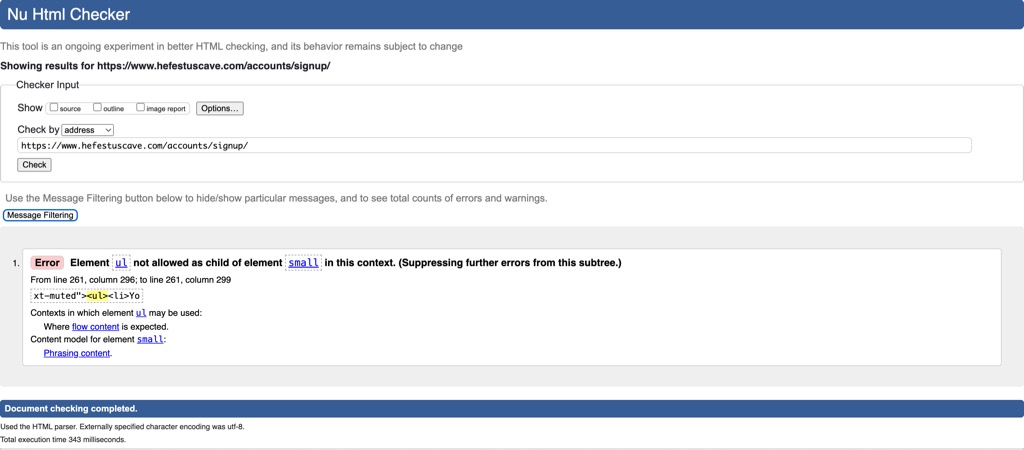 Nu Html Checker
This tool is an ongoing experiment in better HTML checking, and its behavior remains subject to change
Showing results for https://www.hefestuscave.com/accounts/signup/
Checker Input
Show source outline image report Options...
Check by address
https://www.hefestuscave.com/accounts/signup/
Check
Use the Message Filtering button below to hide/show particular messages, and to see total counts of errors and warnings.
Message Filtering
1. Error Element ul not allowed as child of element small in this context. (Suppressing further errors from this subtree.)
From line 261, column 296; to line 261, column 299
xt-muted"><ul><li>Yo
Contexts in which element ul may be used:
Where flow content is expected.
Content model for element small:
Phrasing content.
Document checking completed.
Used the HTML parser. Externally specified character encoding was utf-8.
Total execution time 343 milliseconds.